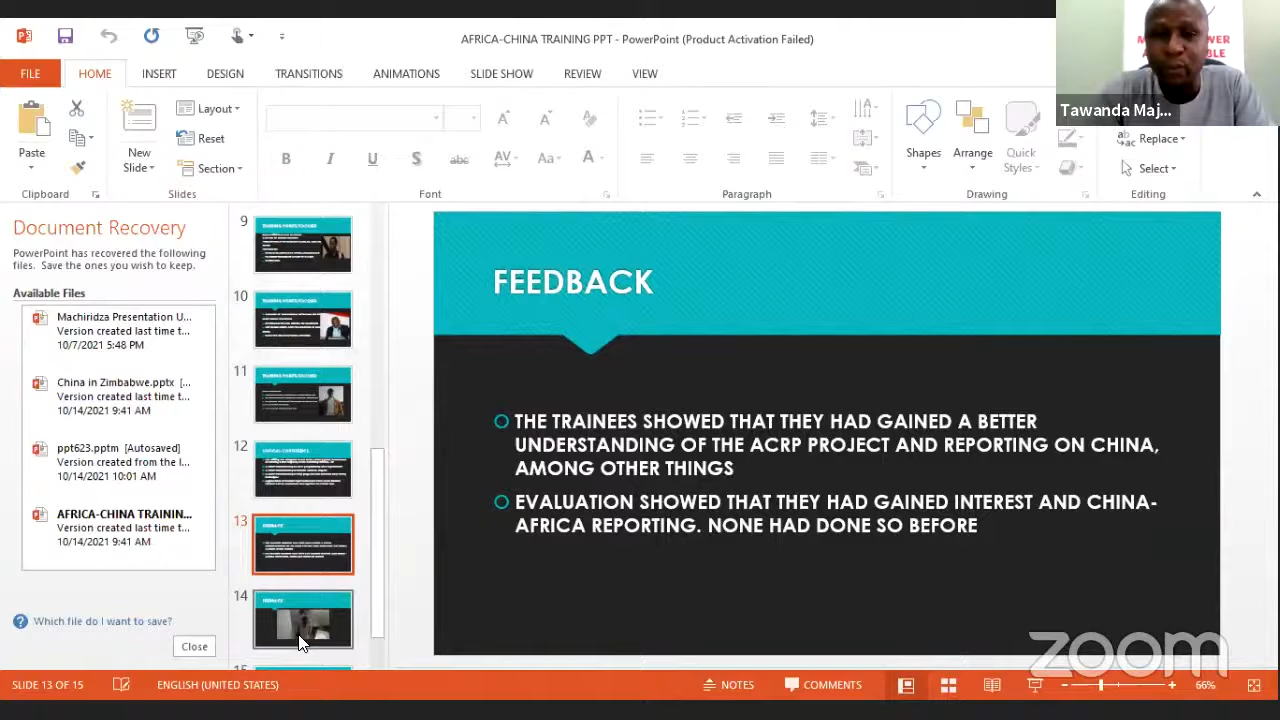 AFRICA-CHINA TRAINING PPT - PowerPoint (Product Activation Failed)
FILE HOME INSERT DESIGN TRANSITIONS ANIMATIONS SLIDE SHOW REVIEW VIEW
Tawanda Maj...
Paste
New
Slide
Layout
Reset
Section
Shapes
Arrange
Quick
Styles
Replace
Select
Clipboard
Slides
Font
Paragraph
Drawing
Editing
Document Recovery
PowerPoint has recovered the following
files. Save the ones you wish to keep.
Available Files
Machiridza Presentation U...
Version created last time t...
10/7/2021 5:48 PM
China in Zimbabwe.pptx [...
Version created last time t...
10/14/2021 9:41 AM
ppt623.pptm [Autosaved]
Version created from the l...
10/14/2021 10:01 AM
AFRICA-CHINA TRAININ...
Version created last time t...
10/14/2021 9:41 AM
Which file do I want to save?
Close
9
10
11
12
13
14
FEEDBACK
THE TRAINEES SHOWED THAT THEY HAD GAINED A BETTER
UNDERSTANDING OF THE ACRP PROJECT AND REPORTING ON CHINA,
AMONG OTHER THINGS
EVALUATION SHOWED THAT THEY HAD GAINED INTEREST AND CHINA-
AFRICA REPORTING. NONE HAD DONE SO BEFORE
zoom
SLIDE 13 OF 15 ENGLISH (UNITED STATES) NOTES COMMENTS 66%